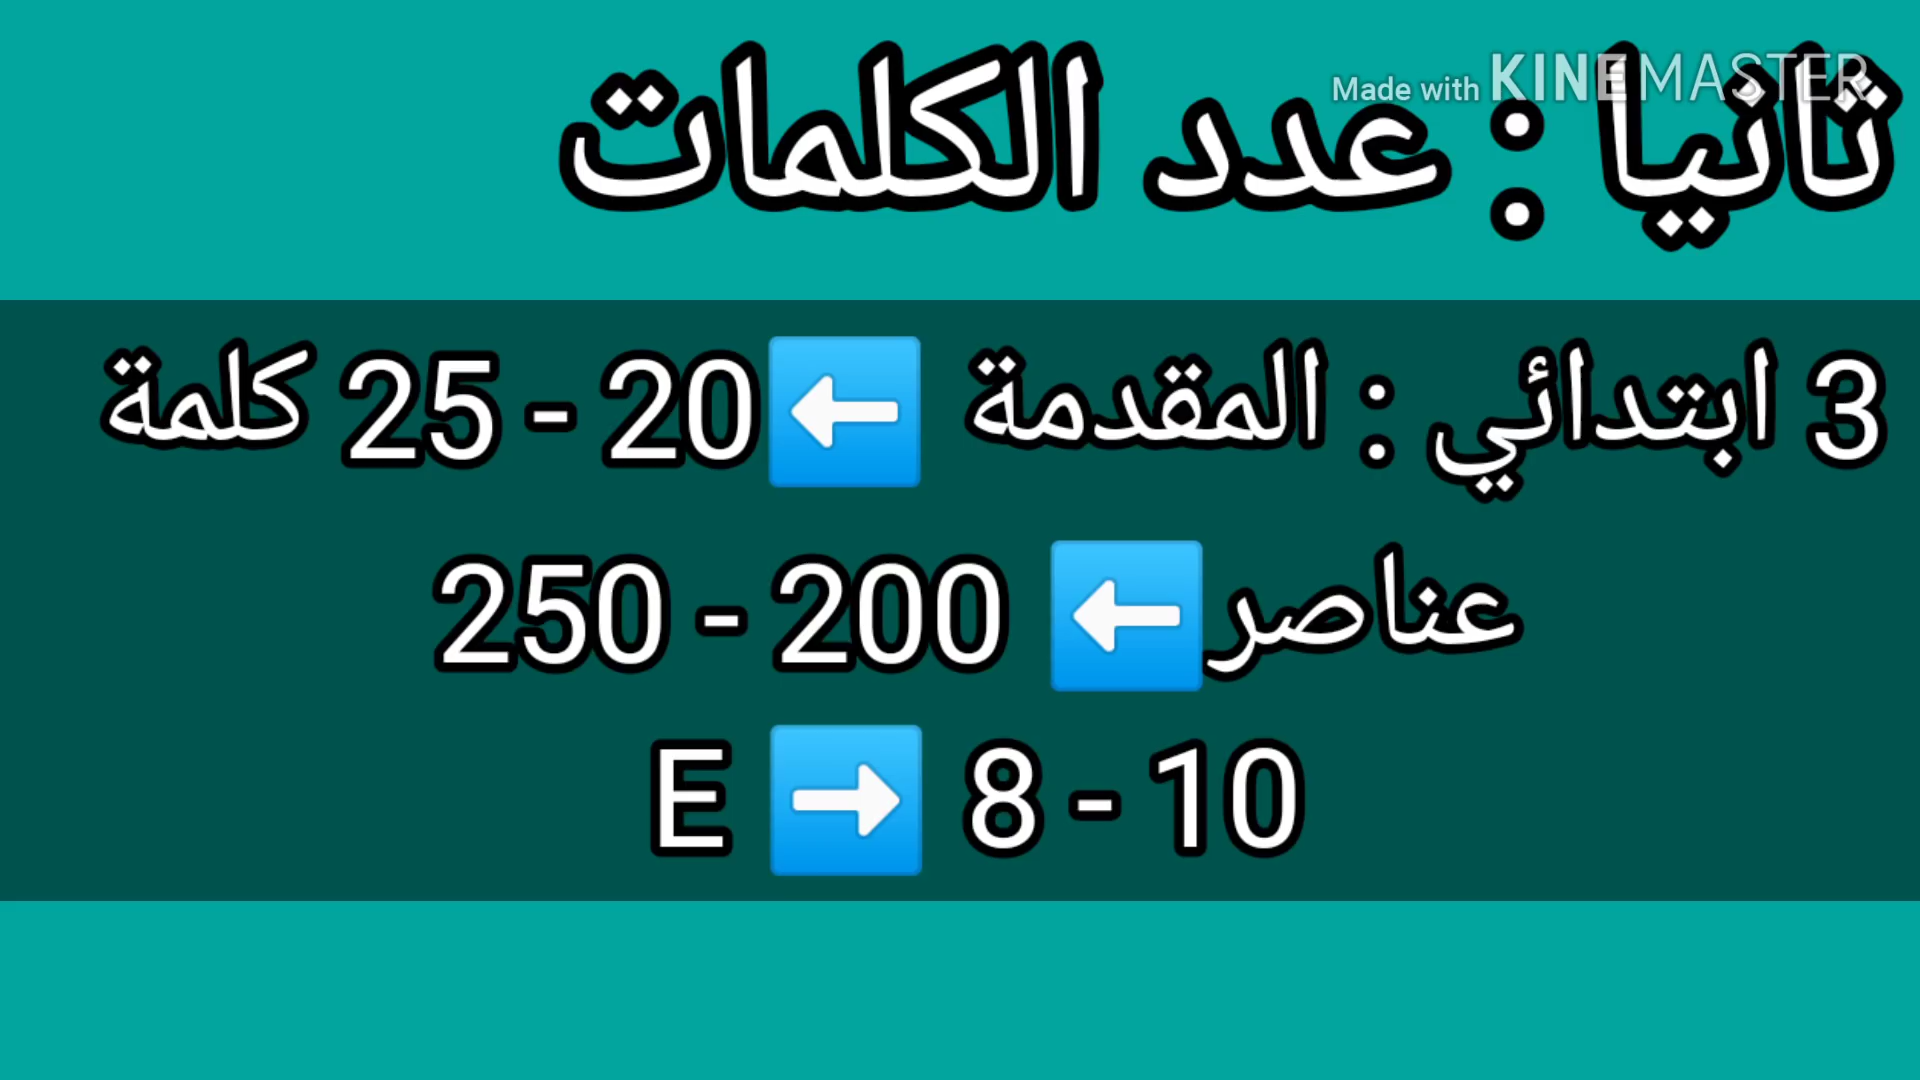 Made with KINEMASTER
ثانيا : عدد الكلمات
3 ابتدائي : المقدمة ⬅️20 - 25 كلمة
عناصر⬅️ 200 - 250
E ➡️ 8 - 10